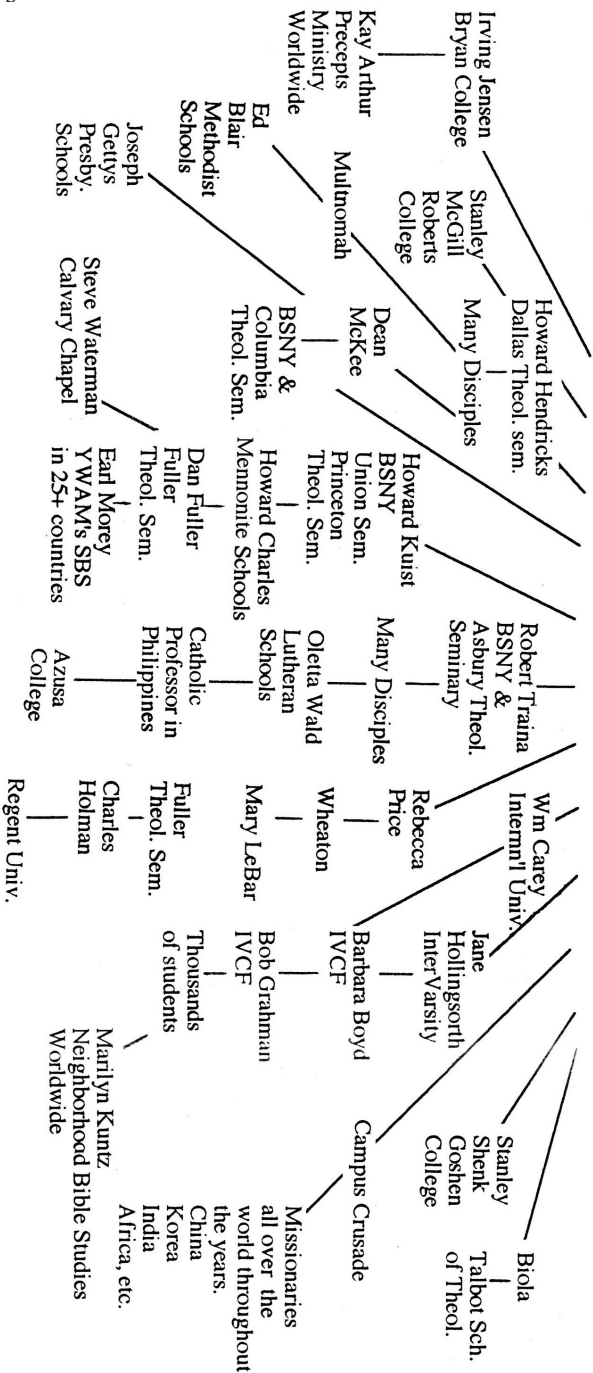 Irving Jensen
Bryan College
Kay Arthur
Precepts
Ministry
Worldwide
Ed
Blair
Methodist
Schools
Joseph
Gettys
Presby.
Schools
Stanley
McGill
Roberts
College
Multnomah
Howard Hendricks
Dallas Theol. sem.
Many Disciples
Dean
McKee
BSNY &
Columbia
Theol. Sem.
Steve Waterman
Calvary Chapel
Howard Kuist
BSNY
Union Sem.
Princeton
Theol. Sem.
Howard Charles
Mennonite Schools
Dan Fuller
Fuller
Theol. Sem.
Earl Morey
YWAM's SBS
in 25+ countries
Robert Traina
BSNY &
Asbury Theol.
Seminary
Many Disciples
Oletta Wald
Lutheran
Schools
Catholic
Professor in
Philippines
Azusa
College
Rebecca
Price
Wheaton
Mary LeBar
Fuller
Theol. Sem.
Charles
Holman
Regent Univ.
Wm Carey
Internn'l Univ.
Jane
Hollingsorth
InterVarsity
Barbara Boyd
IVCF
Bob Grahman
IVCF
Thousands
of students
Marilyn Kuntz
Neighborhood Bible Studies
Worldwide
Campus Crusade
Missionaries
all over the
world throughout
the years.
China
Korea
India
Africa, etc.
Stanley
Shenk
Goshen
College
Biola
Talbot Sch.
of Theol.